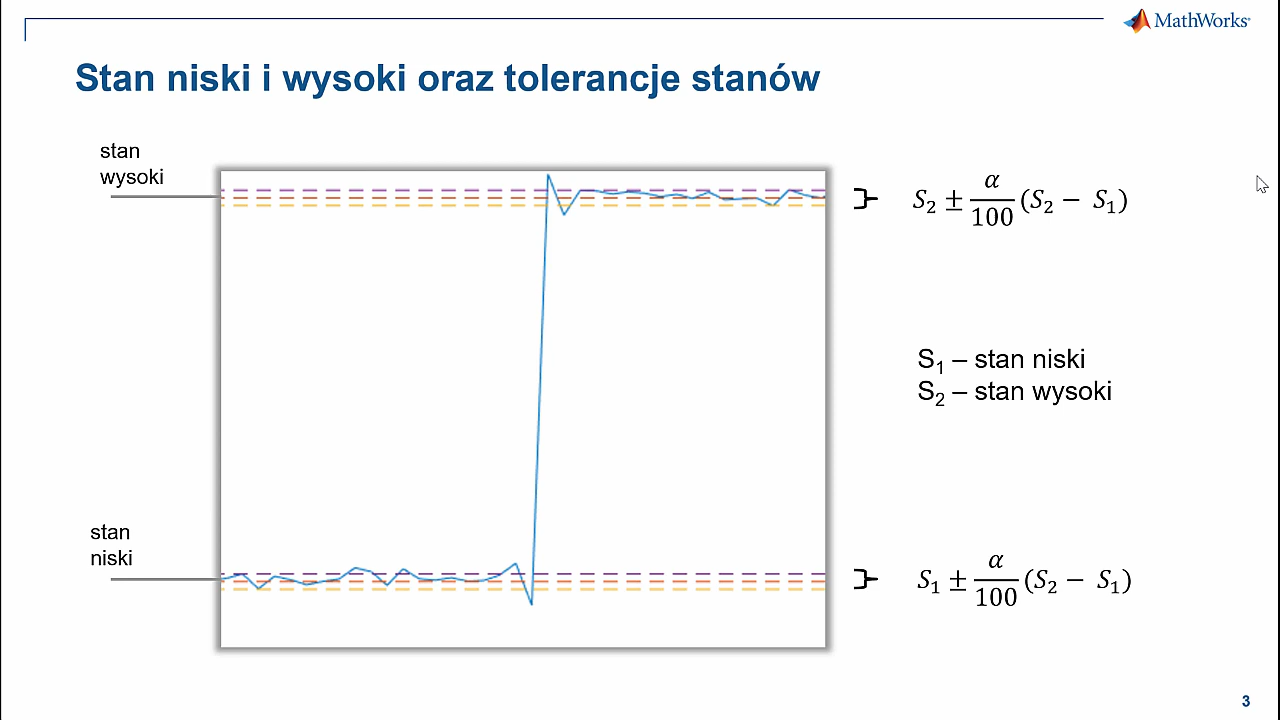 MathWorks®
Stan niski i wysoki oraz tolerancje stanów
stan
wysoki
S₂ ± α/100 (S₂ − S₁)
S₁ – stan niski
S₂ – stan wysoki
stan
niski
S₁ ± α/100 (S₂ − S₁)
3